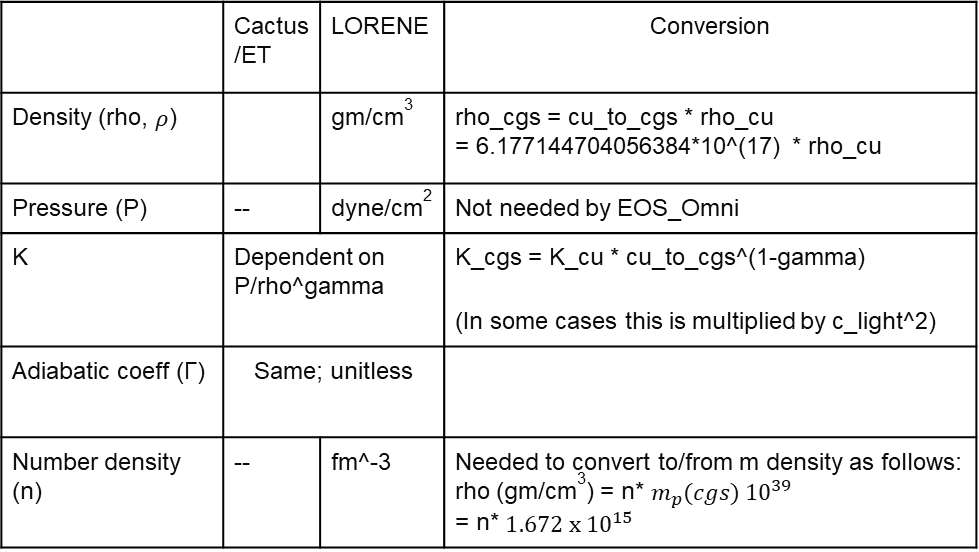 Cactus
/ET
LORENE
Conversion
Density (rho, 𝜌)
gm/cm³
rho_cgs = cu_to_cgs * rho_cu
= 6.177144704056384*10^(17)  * rho_cu
Pressure (P)
--
dyne/cm²
Not needed by EOS_Omni
K
Dependent on
P/rho^gamma
K_cgs = K_cu * cu_to_cgs^(1-gamma)
(In some cases this is multiplied by c_light^2)
Adiabatic coeff (Γ)
Same; unitless
Number density
(n)
--
fm^-3
Needed to convert to/from m density as follows:
rho (gm/cm³) = n* 𝑚ₚ(𝑐𝑔𝑠) 10³⁹
= n* 1.672 x 10¹⁵